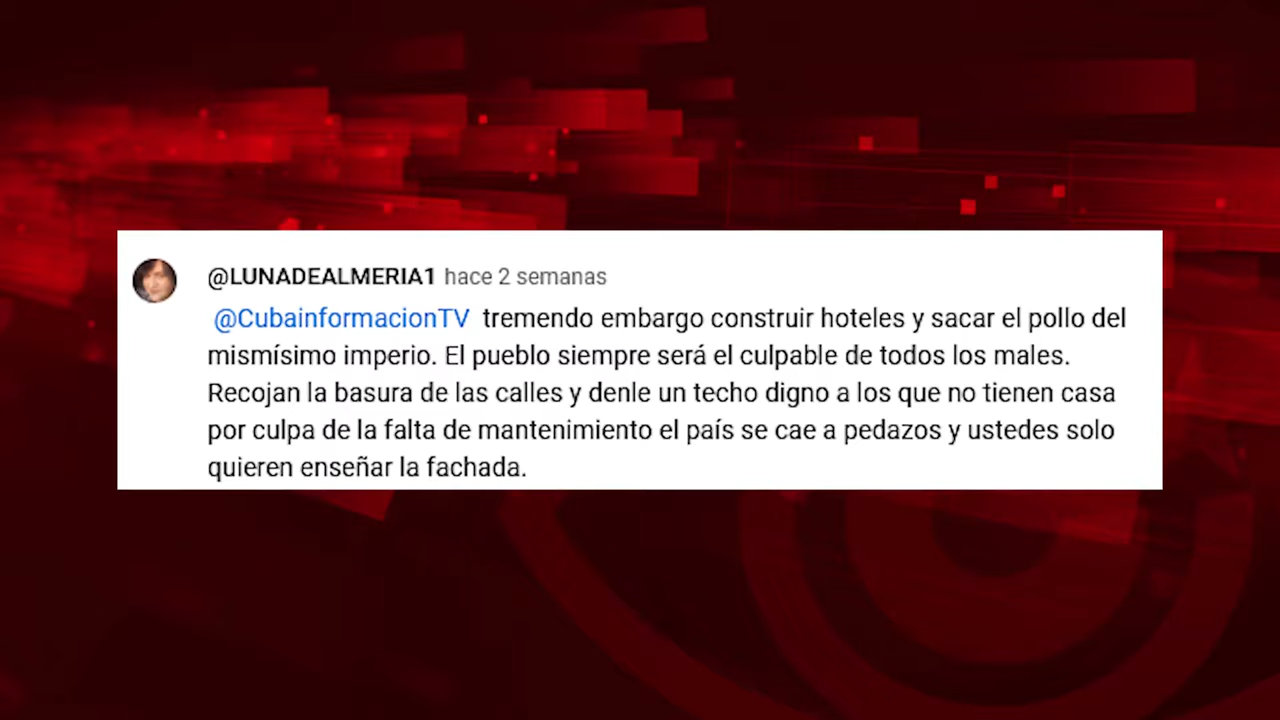 @LUNADEALMERIA1 hace 2 semanas
@CubainformacionTV tremendo embargo construir hoteles y sacar el pollo del
mismísimo imperio. El pueblo siempre será el culpable de todos los males.
Recojan la basura de las calles y denle un techo digno a los que no tienen casa
por culpa de la falta de mantenimiento el país se cae a pedazos y ustedes solo
quieren enseñar la fachada.